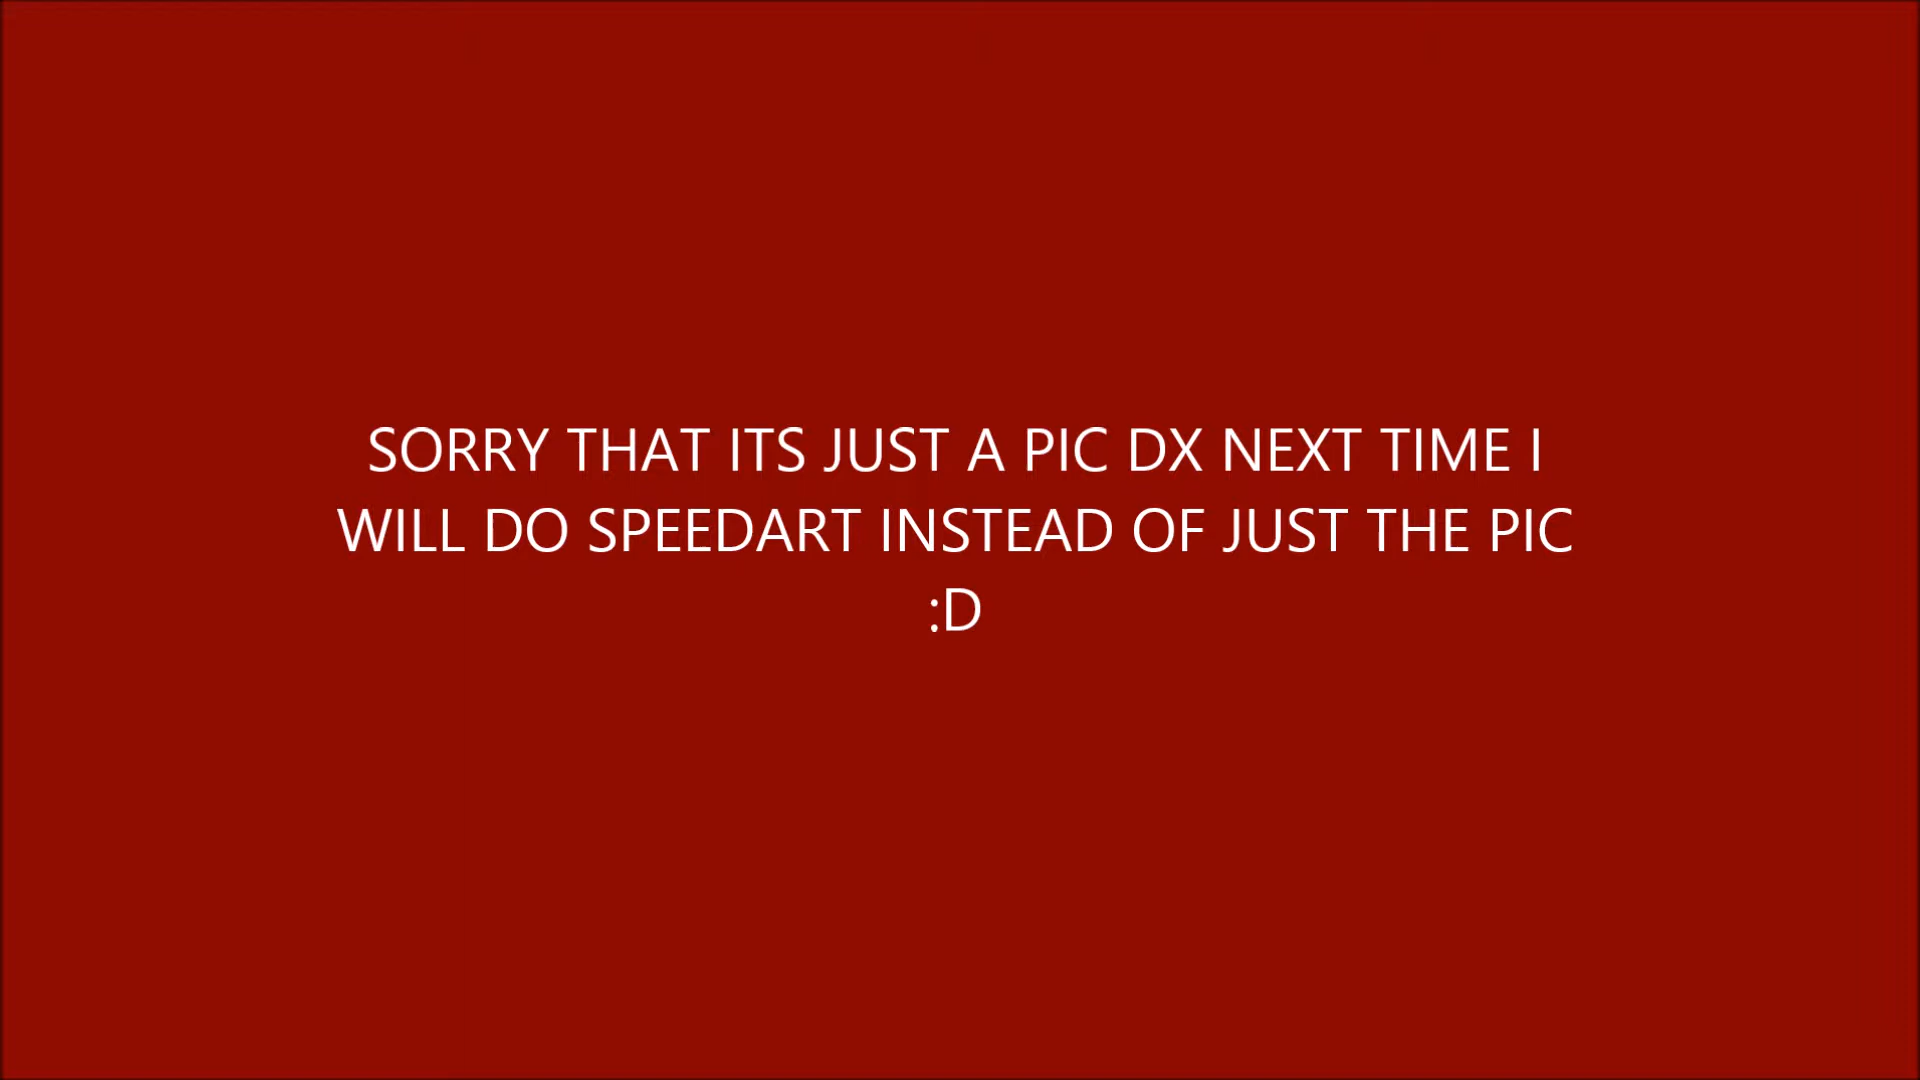 SORRY THAT ITS JUST A PIC DX NEXT TIME I
WILL DO SPEEDART INSTEAD OF JUST THE PIC
:D